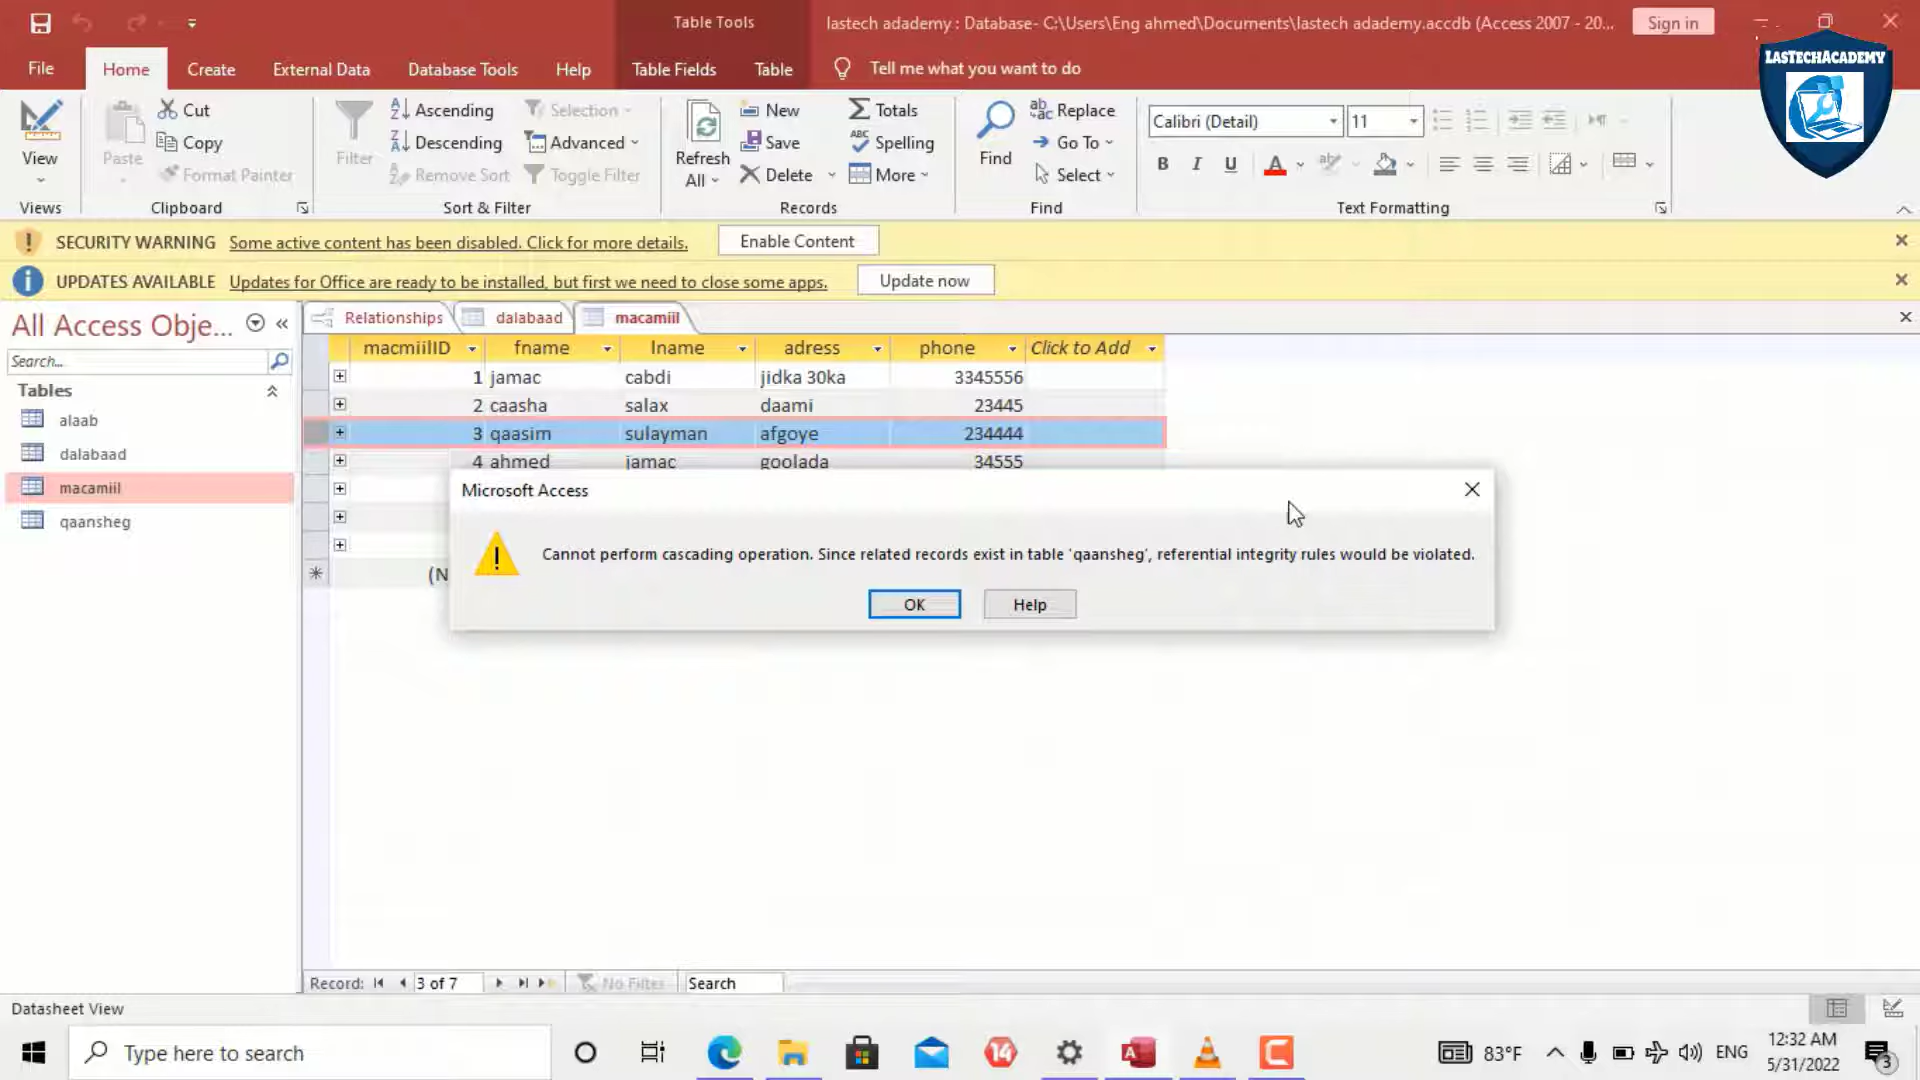 Table Tools
lastech adademy : Database- C:\Users\Eng ahmed\Documents\lastech adademy.accdb (Access 2007 - 20...
Sign in
File
Home
Create
External Data
Database Tools
Help
Table Fields
Table
Tell me what you want to do
LASTECHACADEMY
View
Views
Paste
Cut
Copy
Format Painter
Clipboard
Filter
Ascending
Descending
Remove Sort
Selection
Advanced
Toggle Filter
Sort & Filter
Refresh
All
New
Save
Delete
Totals
Spelling
More
Records
Find
Replace
Go To
Select
Find
Calibri (Detail)
11
B I U
Text Formatting
SECURITY WARNING Some active content has been disabled. Click for more details. Enable Content
UPDATES AVAILABLE Updates for Office are ready to be installed, but first we need to close some apps. Update now
All Access Obje...
Search...
Tables
alaab
dalabaad
macamiil
qaansheg
Relationships
dalabaad
macamiil
macmiilID fname lname adress phone Click to Add
1 jamac cabdi jidka 30ka 3345556
2 caasha salax daami 23445
3 qaasim sulayman afgoye 234444
4 ahmed jamac goolada 34555
(N
Microsoft Access
Cannot perform cascading operation. Since related records exist in table 'qaansheg', referential integrity rules would be violated.
OK
Help
Record: 3 of 7 No Filter Search
Datasheet View
Type here to search
14
83°F
ENG
12:32 AM
5/31/2022
3